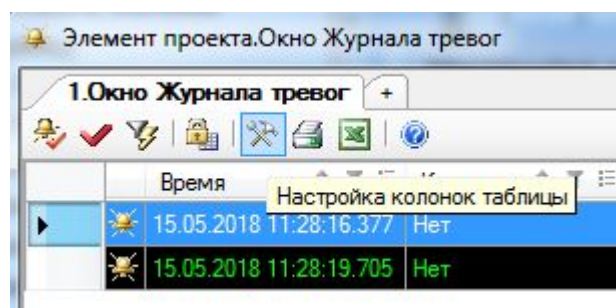 Элемент проекта.Окно Журнала тревог
1.Окно Журнала тревог +
Время
Настройка колонок таблицы
15.05.2018 11:28:16.377 Нет
15.05.2018 11:28:19.705 Нет